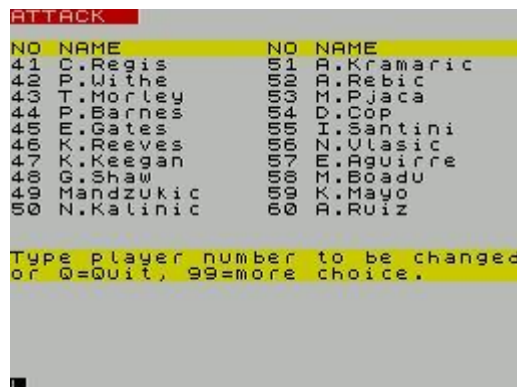 ATTACK
NO NAME NO NAME
41 C.Regis 51 A.Kramaric
42 P.Withe 52 A.Rebic
43 T.Morley 53 M.Pjaca
44 P.Barnes 54 D.Cop
45 E.Gates 55 I.Santini
46 K.Reeves 56 N.Vlasic
47 K.Keegan 57 E.Aguirre
48 G.Shaw 58 M.Boadu
49 Mandzukic 59 K.Mayo
50 N.Kalinic 60 A.Ruiz
Type player number to be changed
or Q=Quit, 99=more choice.
L